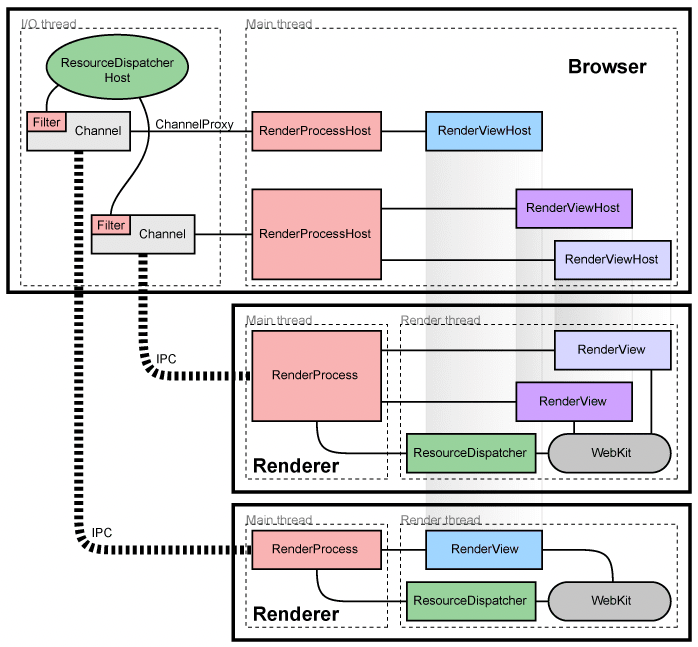 I/O thread
Main thread
ResourceDispatcher
Host
Browser
Filter
Channel
ChannelProxy
RenderProcessHost
RenderViewHost
Filter
Channel
RenderProcessHost
RenderViewHost
RenderViewHost
Main thread
Render thread
IPC
RenderProcess
RenderView
RenderView
Renderer
ResourceDispatcher
WebKit
Main thread
Render thread
IPC
RenderProcess
RenderView
Renderer
ResourceDispatcher
WebKit